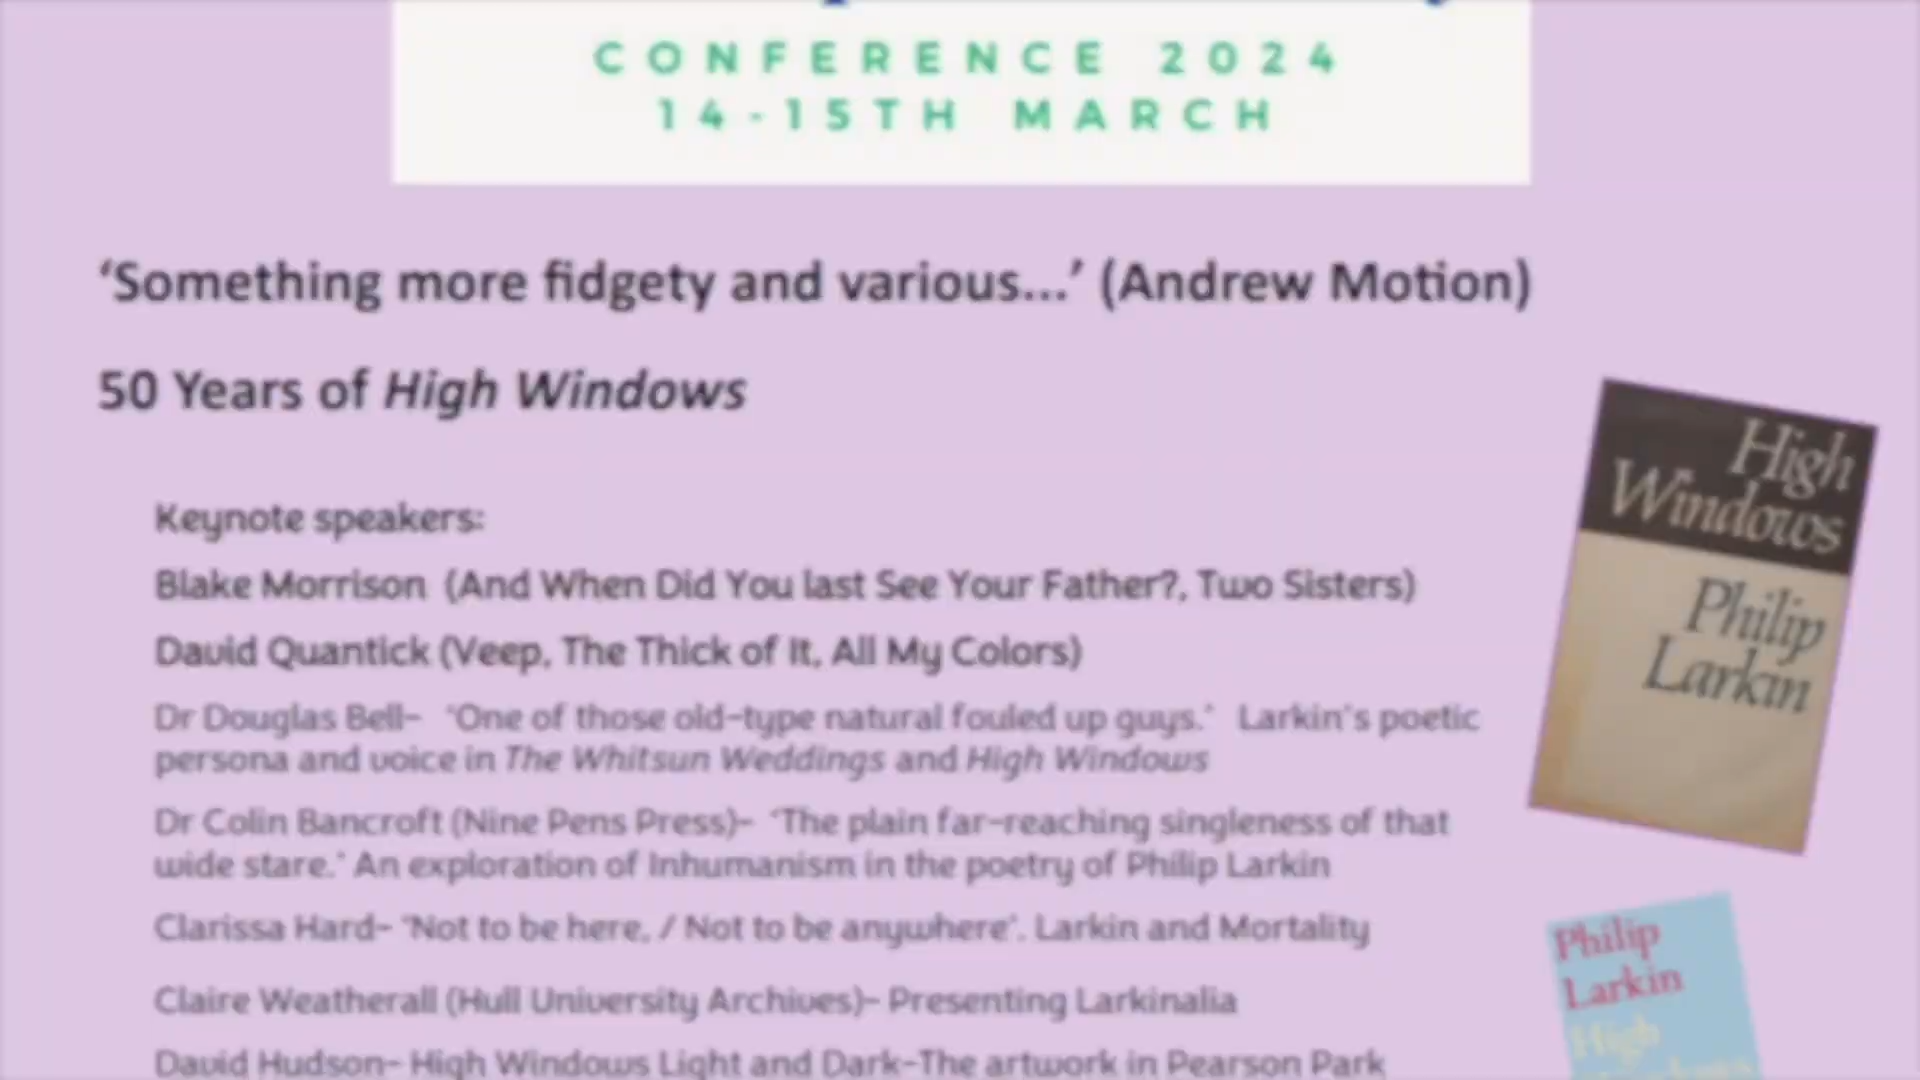 CONFERENCE 2024
14-15TH MARCH
‘Something more fidgety and various...’ (Andrew Motion)
50 Years of High Windows
Keynote speakers:
Blake Morrison (And When Did You last See Your Father?, Two Sisters)
David Quantick (Veep, The Thick of It, All My Colors)
Dr Douglas Bell- ‘One of those old-type natural fouled up guys.’ Larkin’s poetic
persona and voice in The Whitsun Weddings and High Windows
Dr Colin Bancroft (Nine Pens Press)- ‘The plain far-reaching singleness of that
wide stare.’ An exploration of Inhumanism in the poetry of Philip Larkin
Clarissa Hard- ‘Not to be here, / Not to be anywhere’. Larkin and Mortality
Claire Weatherall (Hull University Archives)- Presenting Larkinalia
David Hudson- High Windows Light and Dark-The artwork in Pearson Park
High
Windows
Philip
Larkin
Philip
Larkin
High